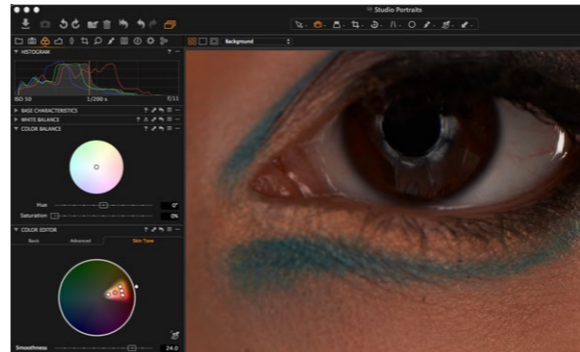 Studio Portraits
Background
HISTOGRAM
ISO 50 1/200 s f/11
BASE CHARACTERISTICS
WHITE BALANCE
COLOR BALANCE
Hue 0°
Saturation 0%
COLOR EDITOR
Basic Advanced Skin Tone
Smoothness 24.0